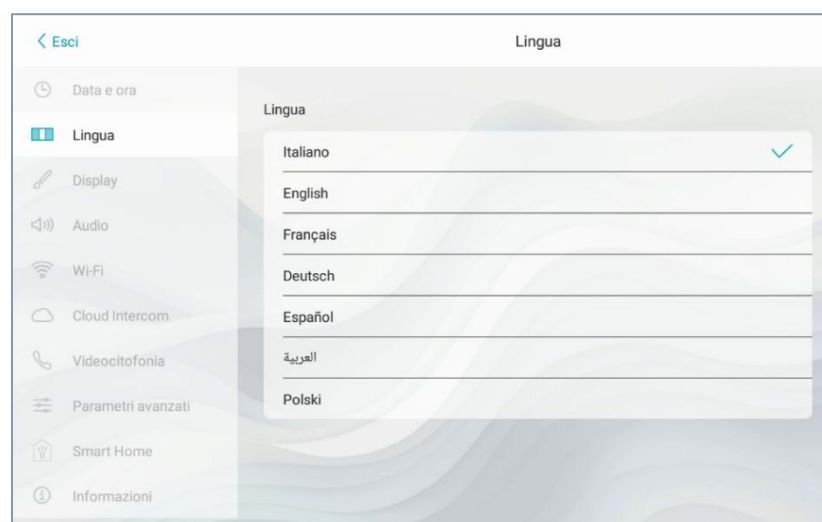 Esci
Lingua
Data e ora
Lingua
Display
Audio
Wi-Fi
Cloud Intercom
Videocitofonia
Parametri avanzati
Smart Home
Informazioni
Lingua
Italiano
English
Français
Deutsch
Español
العربية
Polski